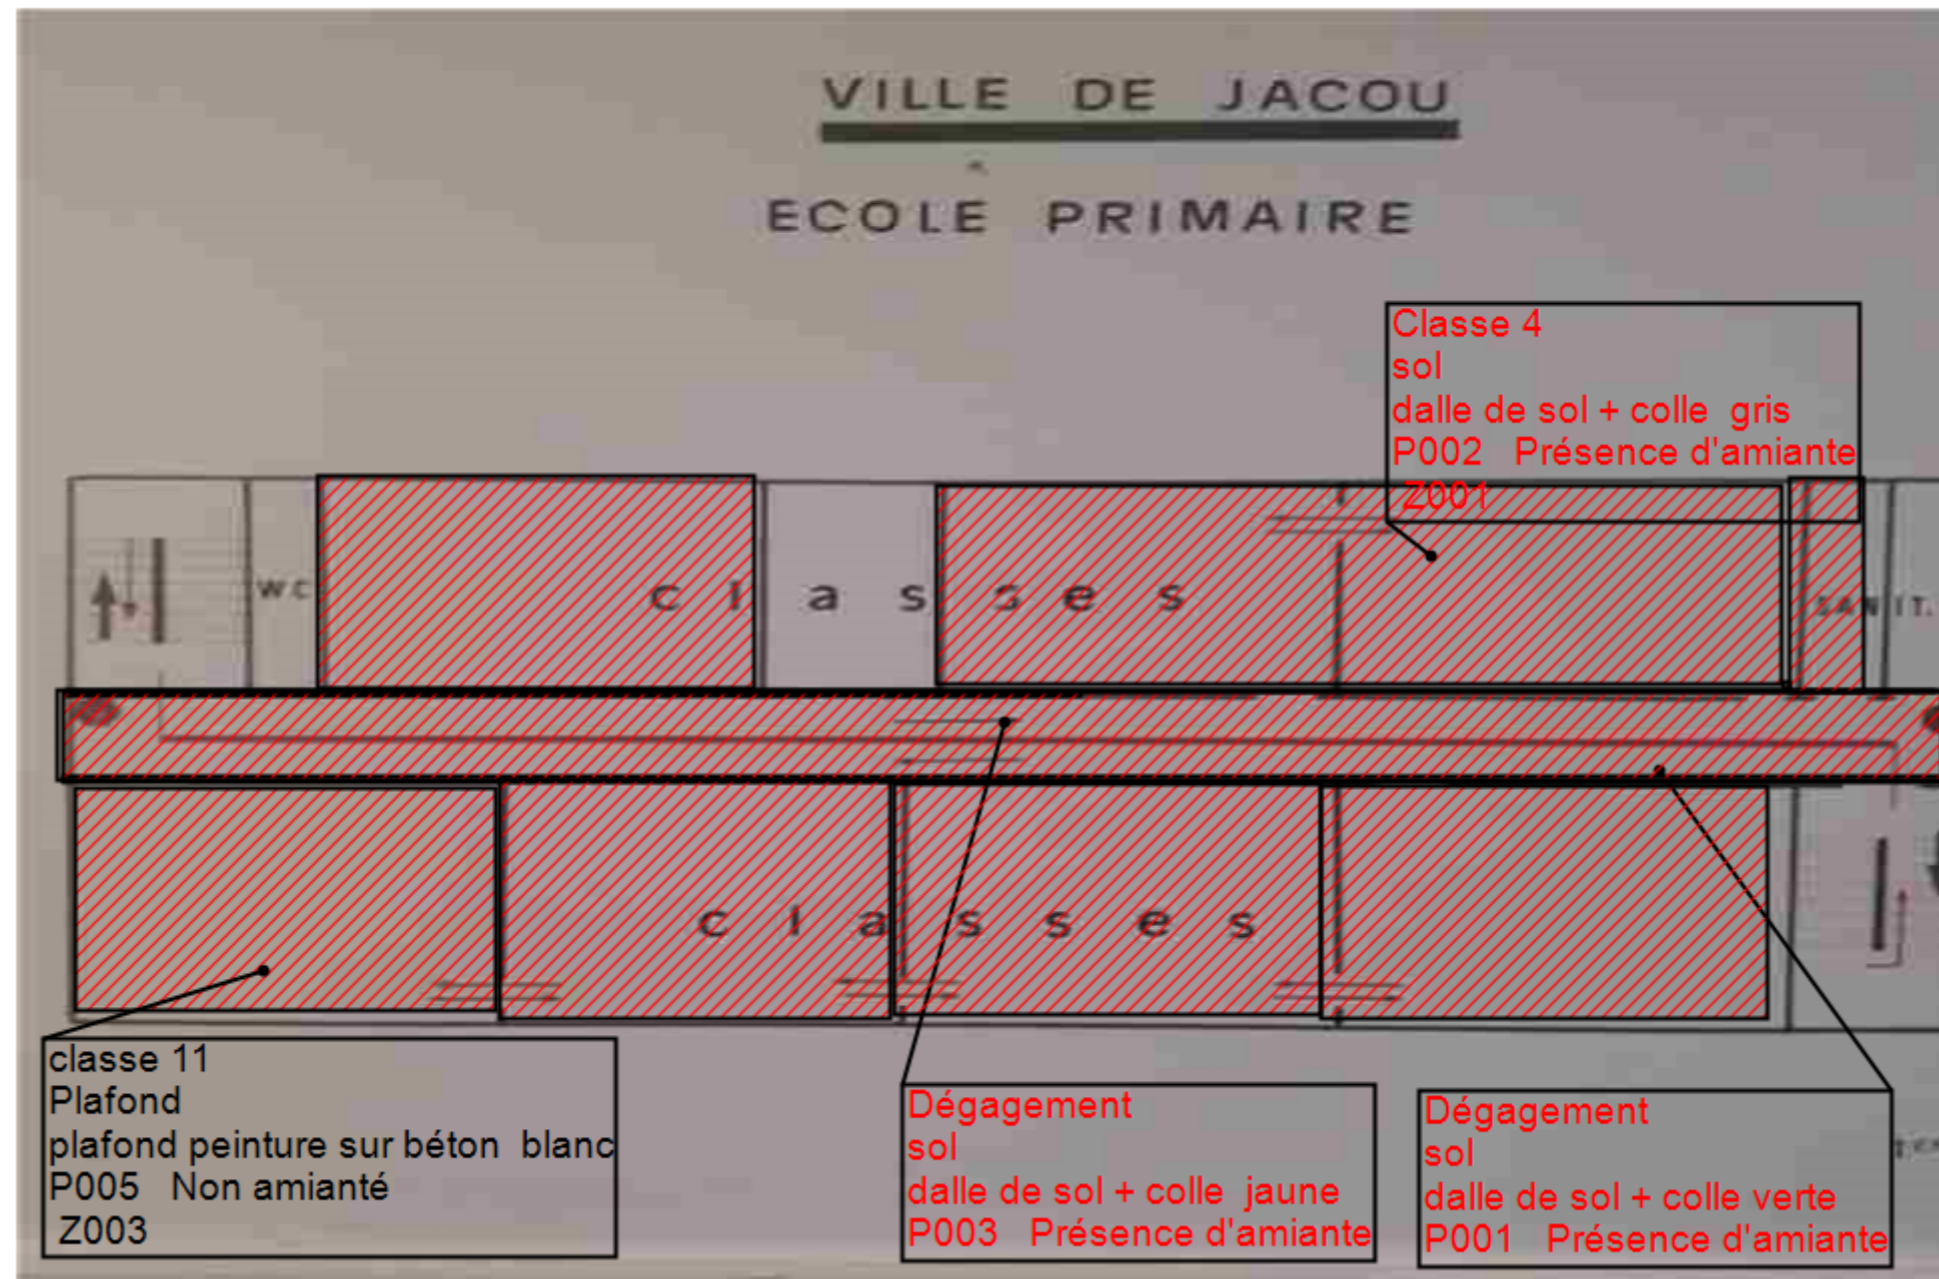 VILLE DE JACOU
ECOLE PRIMAIRE
Classe 4
sol
dalle de sol + colle gris
P002 Présence d'amiante
Z001
WC
classes
SANIT.
classes
classe 11
Plafond
plafond peinture sur béton blanc
P005 Non amianté
Z003
Dégagement
sol
dalle de sol + colle jaune
P003 Présence d'amiante
Dégagement
sol
dalle de sol + colle verte
P001 Présence d'amiante